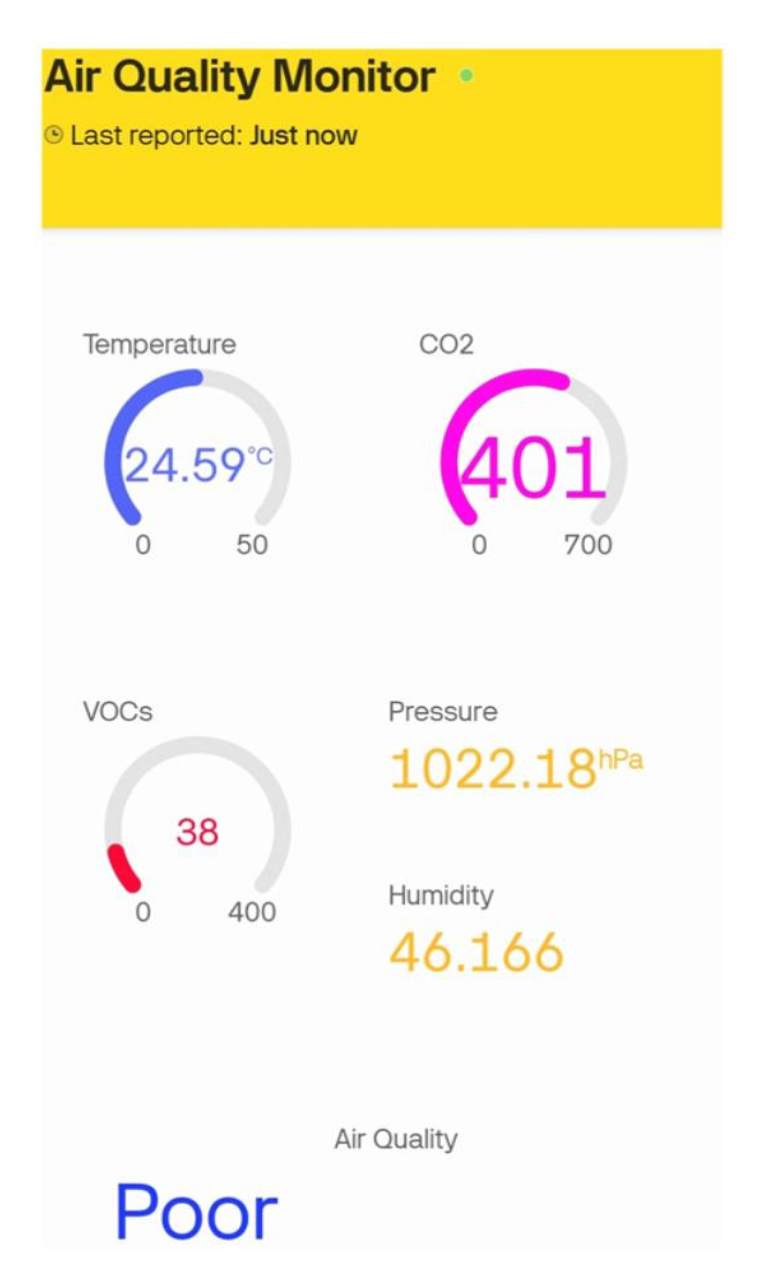 Air Quality Monitor
Last reported: Just now
Temperature
24.59°C
0 50
CO2
401
0 700
VOCs
38
0 400
Pressure
1022.18hPa
Humidity
46.166
Air Quality
Poor